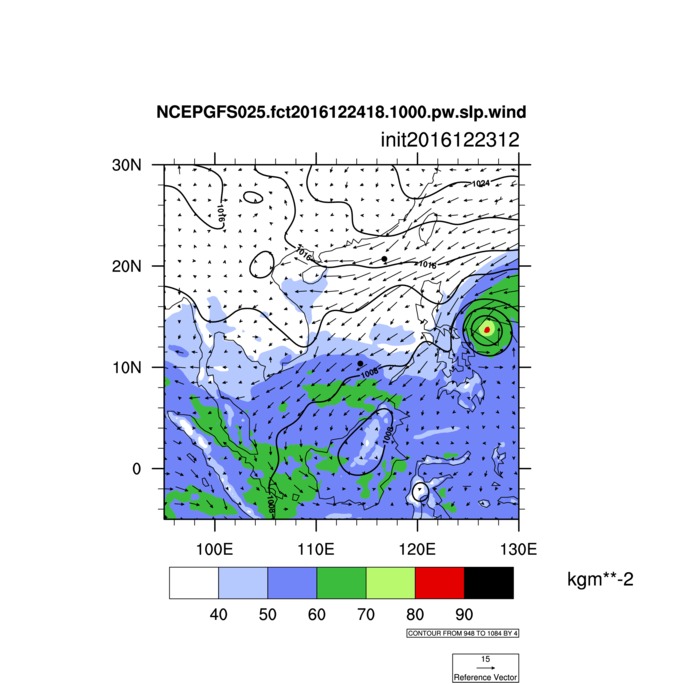 NCEPGFS025.fct2016122418.1000.pw.slp.wind
init2016122312
30N
20N
10N
0
1024
1016
1016
1016
1008
1008
1008
100E 110E 120E 130E
kgm**-2
40 50 60 70 80 90
CONTOUR FROM 948 TO 1084 BY 4
15
Reference Vector